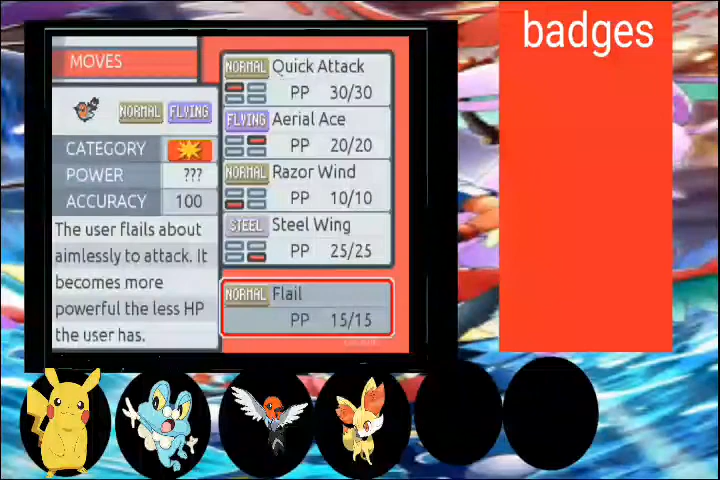 badges
MOVES
NORMAL FLYING
CATEGORY
POWER ???
ACCURACY 100
The user flails about
aimlessly to attack. It
becomes more
powerful the less HP
the user has.
NORMAL Quick Attack
PP 30/30
FLYING Aerial Ace
PP 20/20
NORMAL Razor Wind
PP 10/10
STEEL Steel Wing
PP 25/25
NORMAL Flail
PP 15/15